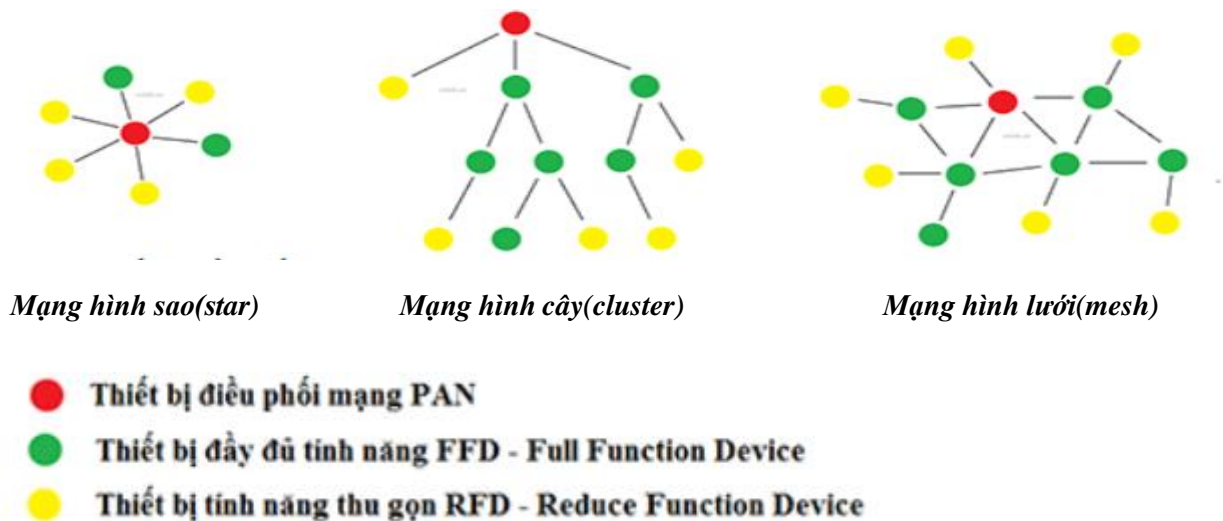 Mạng hình sao(star)
Mạng hình cây(cluster)
Mạng hình lưới(mesh)
Thiết bị điều phối mạng PAN
Thiết bị đầy đủ tính năng FFD - Full Function Device
Thiết bị tính năng thu gọn RFD - Reduce Function Device